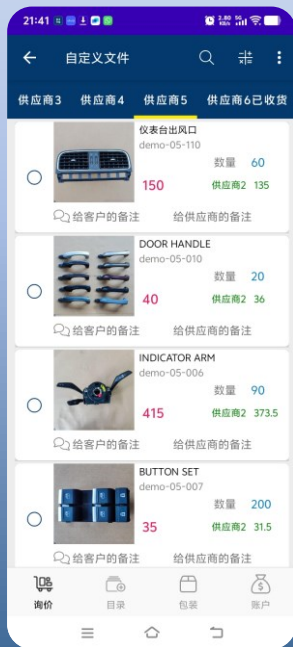 21:41
2.80 KB/s 5G
自定义文件
供应商3 供应商4 供应商5 供应商6已收货
仪表台出风口
demo-05-110
数量 60
150 供应商2 135
给客户的备注 给供应商的备注
DOOR HANDLE
demo-05-010
数量 20
40 供应商2 36
给客户的备注 给供应商的备注
INDICATOR ARM
demo-05-006
数量 90
415 供应商2 373.5
给客户的备注 给供应商的备注
BUTTON SET
demo-05-007
数量 200
35 供应商2 31.5
给客户的备注 给供应商的备注
询价 目录 包装 账户